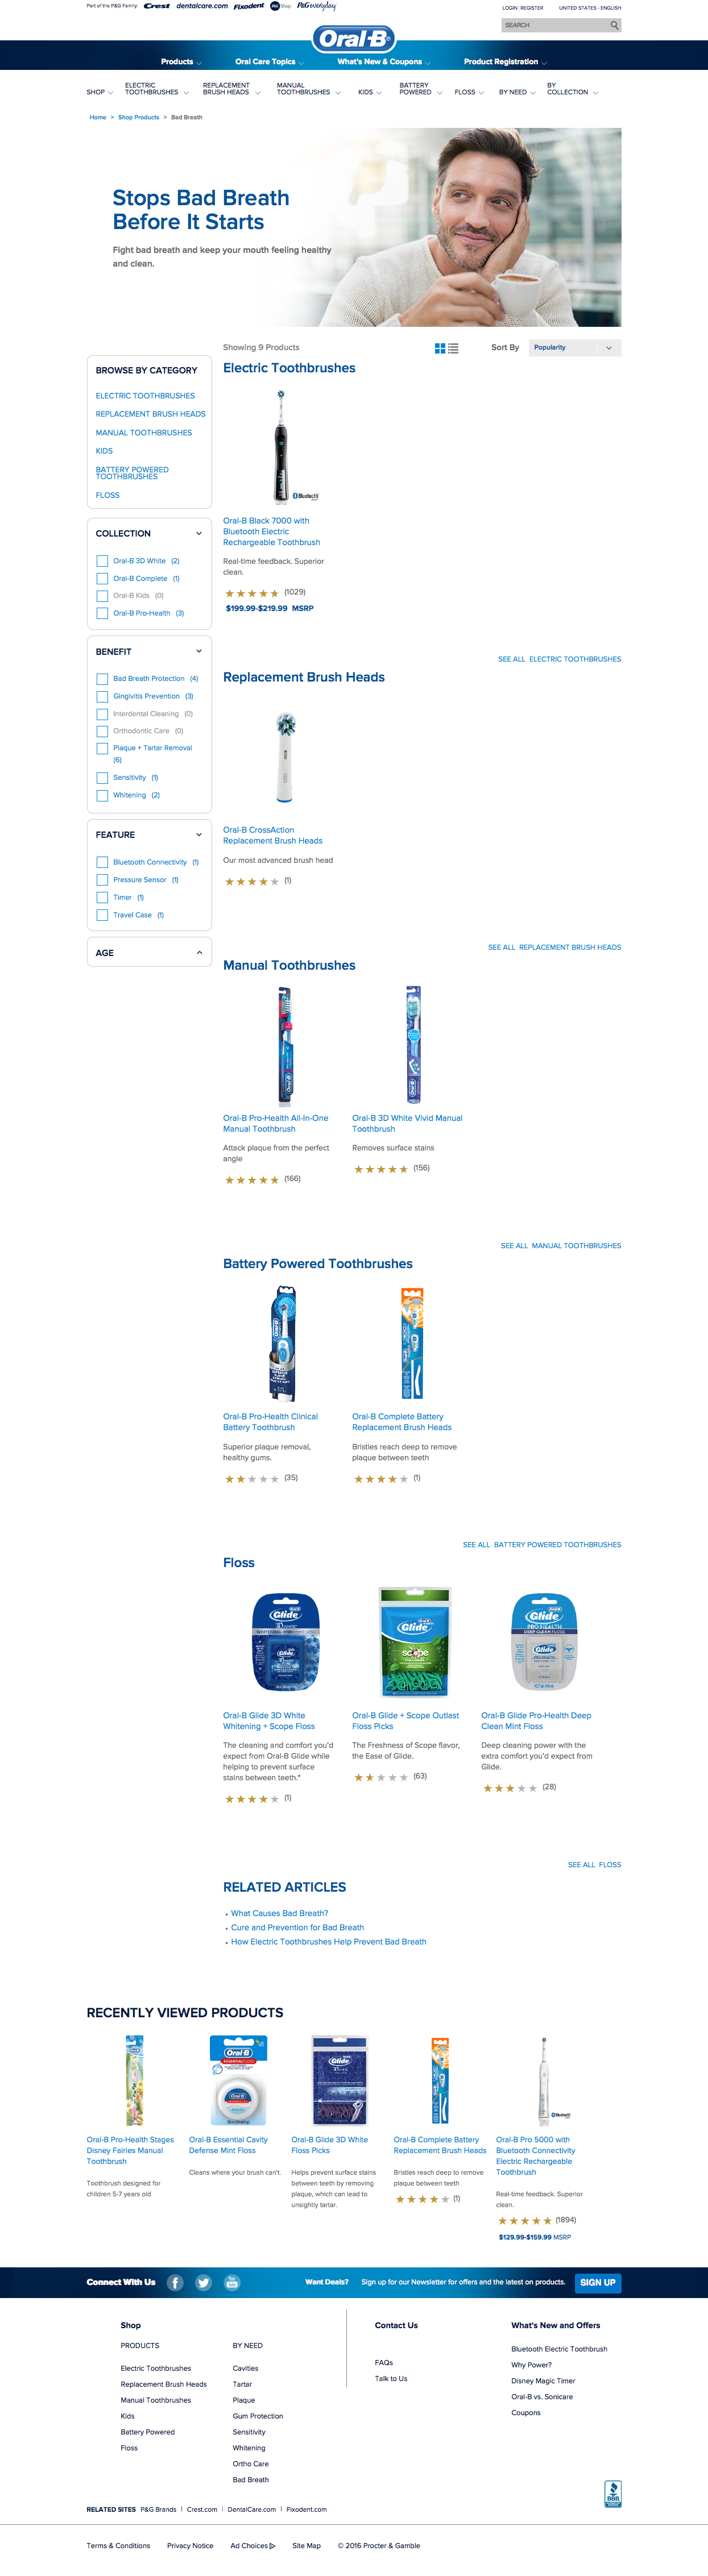 Part of the P&G Family: Crest dentalcare.com Fixodent P&G Shop P&G everyday
LOGIN | REGISTER UNITED STATES - ENGLISH
SEARCH
Oral-B
Products Oral Care Topics What's New & Coupons Product Registration
SHOP ELECTRIC TOOTHBRUSHES REPLACEMENT BRUSH HEADS MANUAL TOOTHBRUSHES KIDS BATTERY POWERED FLOSS BY NEED BY COLLECTION
Home > Shop Products > Bad Breath
Stops Bad Breath
Before It Starts
Fight bad breath and keep your mouth feeling healthy
and clean.
Showing 9 Products
Sort By Popularity
BROWSE BY CATEGORY
ELECTRIC TOOTHBRUSHES
REPLACEMENT BRUSH HEADS
MANUAL TOOTHBRUSHES
KIDS
BATTERY POWERED
TOOTHBRUSHES
FLOSS
COLLECTION
Oral-B 3D White (2)
Oral-B Complete (1)
Oral-B Kids (0)
Oral-B Pro-Health (3)
BENEFIT
Bad Breath Protection (4)
Gingivitis Prevention (3)
Interdental Cleaning (0)
Orthodontic Care (0)
Plaque + Tartar Removal
(6)
Sensitivity (1)
Whitening (2)
FEATURE
Bluetooth Connectivity (1)
Pressure Sensor (1)
Timer (1)
Travel Case (1)
AGE
Electric Toothbrushes
Bluetooth
Oral-B Black 7000 with
Bluetooth Electric
Rechargeable Toothbrush
Real-time feedback. Superior
clean.
(1029)
$199.99-$219.99 MSRP
SEE ALL ELECTRIC TOOTHBRUSHES
Replacement Brush Heads
Oral-B CrossAction
Replacement Brush Heads
Our most advanced brush head
(1)
SEE ALL REPLACEMENT BRUSH HEADS
Manual Toothbrushes
Oral-B Pro-Health All-In-One
Manual Toothbrush
Attack plaque from the perfect
angle
(166)
Oral-B 3D White Vivid Manual
Toothbrush
Removes surface stains
(156)
SEE ALL MANUAL TOOTHBRUSHES
Battery Powered Toothbrushes
Oral-B Pro-Health Clinical
Battery Toothbrush
Superior plaque removal,
healthy gums.
(35)
Oral-B Complete Battery
Replacement Brush Heads
Bristles reach deep to remove
plaque between teeth
(1)
SEE ALL BATTERY POWERED TOOTHBRUSHES
Floss
Glide
Glide
scope
Glide
PRO-HEALTH
DEEP CLEAN FLOSS
Glide
Oral-B Glide 3D White
Whitening + Scope Floss
The cleaning and comfort you'd
expect from Oral-B Glide while
helping to prevent surface
stains between teeth.*
(1)
Oral-B Glide + Scope Outlast
Floss Picks
The Freshness of Scope flavor,
the Ease of Glide.
(63)
Oral-B Glide Pro-Health Deep
Clean Mint Floss
Deep cleaning power with the
extra comfort you'd expect from
Glide.
(28)
SEE ALL FLOSS
RELATED ARTICLES
What Causes Bad Breath?
Cure and Prevention for Bad Breath
How Electric Toothbrushes Help Prevent Bad Breath
RECENTLY VIEWED PRODUCTS
Oral-B
Glide
Bluetooth
Oral-B Pro-Health Stages
Disney Fairies Manual
Toothbrush
Toothbrush designed for
children 5-7 years old
Oral-B Essential Cavity
Defense Mint Floss
Cleans where your brush can't.
Oral-B Glide 3D White
Floss Picks
Helps prevent surface stains
between teeth by removing
plaque, which can lead to
unsightly tartar.
Oral-B Complete Battery
Replacement Brush Heads
Bristles reach deep to remove
plaque between teeth
(1)
Oral-B Pro 5000 with
Bluetooth Connectivity
Electric Rechargeable
Toothbrush
Real-time feedback. Superior
clean.
(1894)
$129.99-$159.99 MSRP
Connect With Us
Want Deals? Sign up for our Newsletter for offers and the latest on products. SIGN UP
Shop
PRODUCTS
Electric Toothbrushes
Replacement Brush Heads
Manual Toothbrushes
Kids
Battery Powered
Floss
BY NEED
Cavities
Tartar
Plaque
Gum Protection
Sensitivity
Whitening
Ortho Care
Bad Breath
Contact Us
FAQs
Talk to Us
What's New and Offers
Bluetooth Electric Toothbrush
Why Power?
Disney Magic Timer
Oral-B vs. Sonicare
Coupons
BBB
RELATED SITES P&G Brands | Crest.com | DentalCare.com | Fixodent.com
Terms & Conditions Privacy Notice Ad Choices Site Map © 2016 Procter & Gamble